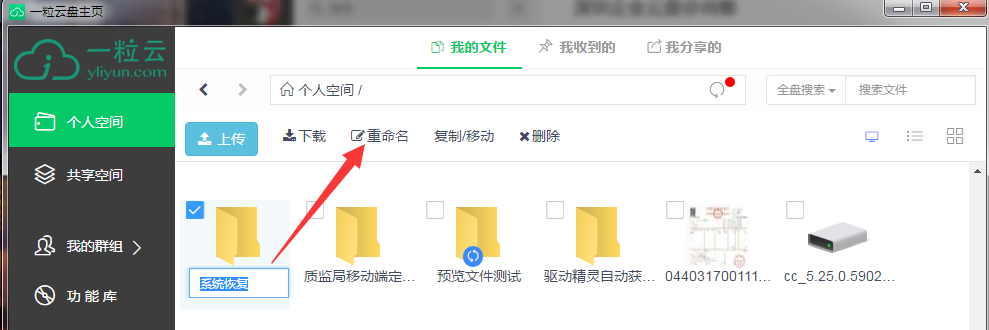 一粒云盘主页
一粒云
yliyun.com
我的文件
我收到的
我分享的
个人空间 /
全盘搜索
搜索文件
个人空间
上传
下载
重命名
复制/移动
删除
共享空间
我的群组
功 能 库
系统恢复
质监局移动端定...
预览文件测试
驱动精灵自动获...
044031700111...
cc_5.25.0.5902...